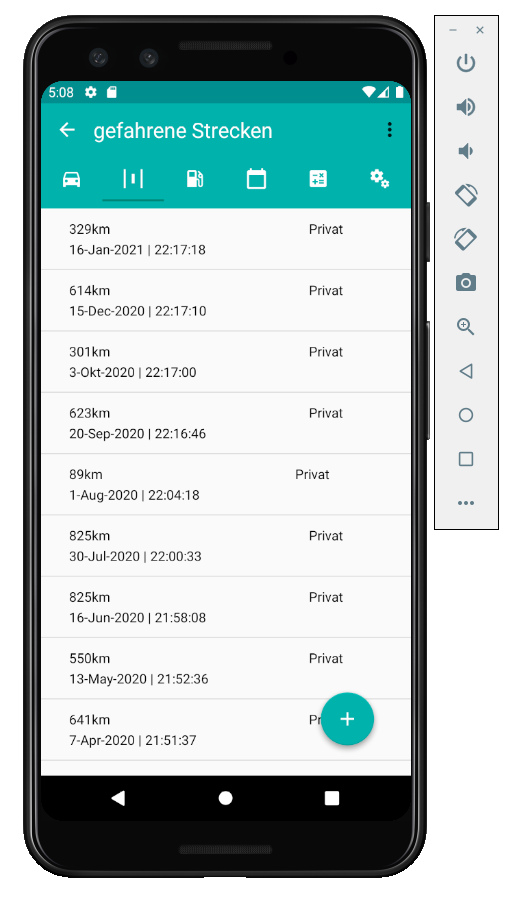 5:08
gefahrene Strecken
329km Privat
16-Jan-2021 | 22:17:18
614km Privat
15-Dec-2020 | 22:17:10
301km Privat
3-Okt-2020 | 22:17:00
623km Privat
20-Sep-2020 | 22:16:46
89km Privat
1-Aug-2020 | 22:04:18
825km Privat
30-Jul-2020 | 22:00:33
825km Privat
16-Jun-2020 | 21:58:08
550km Privat
13-May-2020 | 21:52:36
641km
7-Apr-2020 | 21:51:37